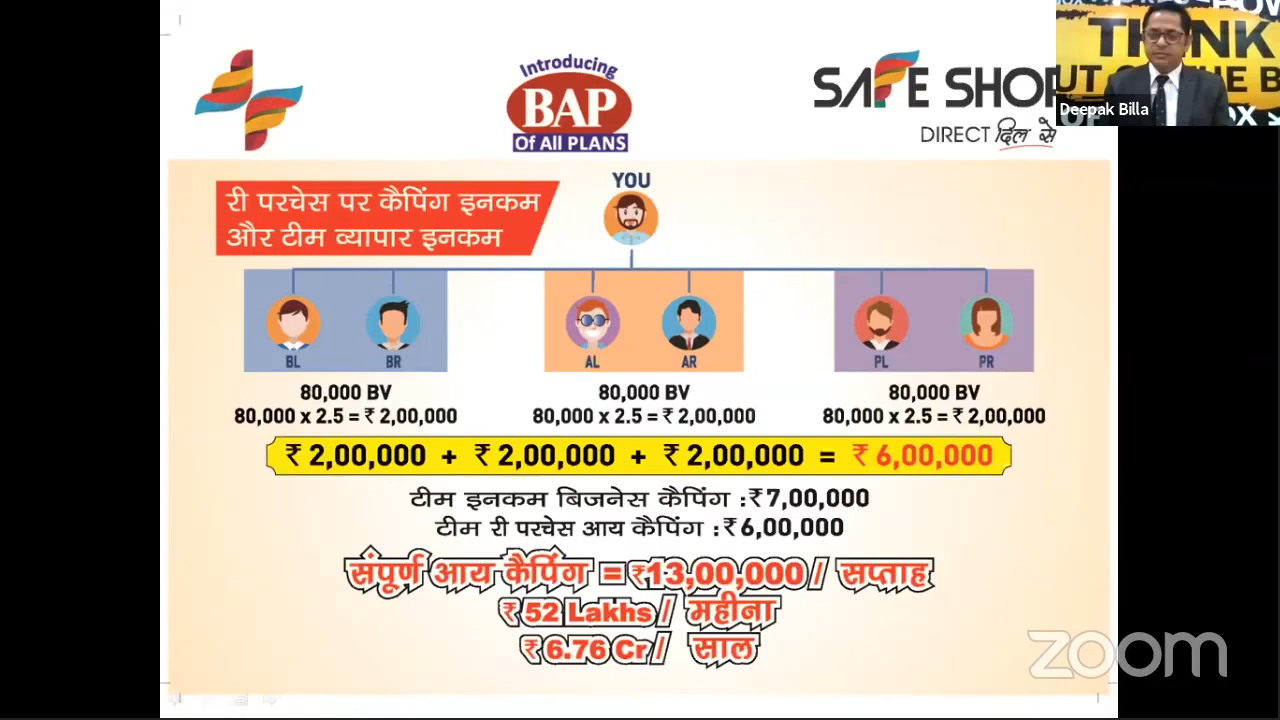 Introducing
BAP
Of All PLANS
SAFE SHOP
DIRECT दिल से
THINK
Deepak Billa
री परचेस पर कैपिंग इनकम
और टीम व्यापार इनकम
YOU
BL BR AL AR PL PR
80,000 BV 80,000 BV 80,000 BV
80,000 x 2.5 = ₹ 2,00,000 80,000 x 2.5 = ₹ 2,00,000 80,000 x 2.5 = ₹ 2,00,000
₹ 2,00,000 + ₹ 2,00,000 + ₹ 2,00,000 = ₹ 6,00,000
टीम इनकम बिजनेस कैपिंग :₹7,00,000
टीम री परचेस आय कैपिंग :₹6,00,000
संपूर्ण आय कैपिंग = ₹13,00,000 / सप्ताह
₹ 52 Lakhs / महीना
₹ 6.76 Cr / साल
zoom